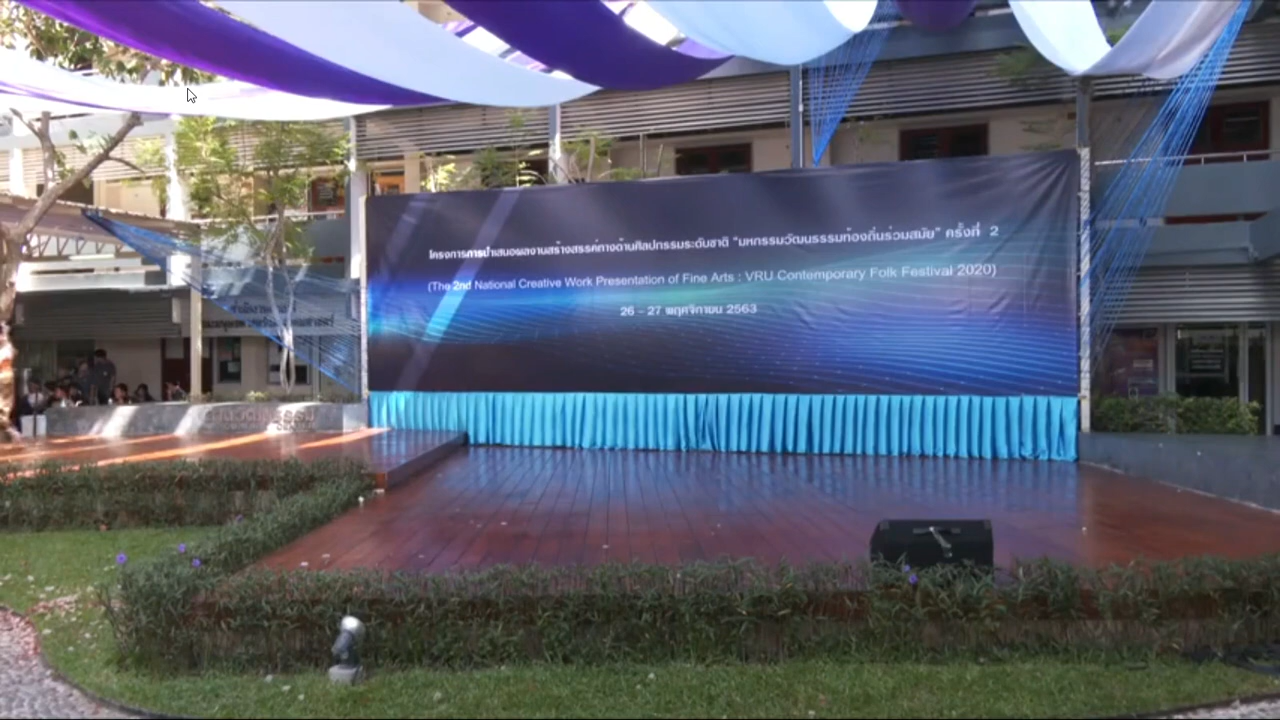 โครงการการนำเสนอผลงานสร้างสรรค์ทางด้านศิลปกรรมระดับชาติ "มหกรรมวัฒนธรรมท้องถิ่นร่วมสมัย" ครั้งที่ 2
(The 2nd National Creative Work Presentation of Fine Arts : VRU Contemporary Folk Festival 2020)
26 - 27 พฤศจิกายน 2563